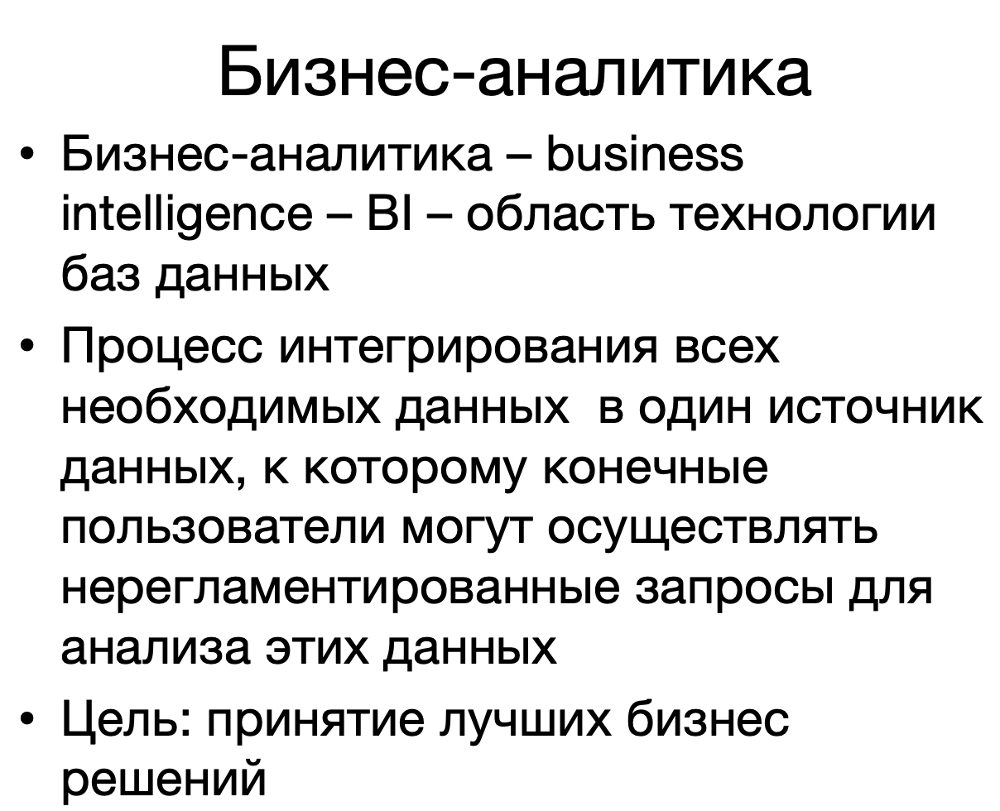 Бизнес-аналитика
• Бизнес-аналитика – business
intelligence – BI – область технологии
баз данных
• Процесс интегрирования всех
необходимых данных  в один источник
данных, к которому конечные
пользователи могут осуществлять
нерегламентированные запросы для
анализа этих данных
• Цель: принятие лучших бизнес
решений